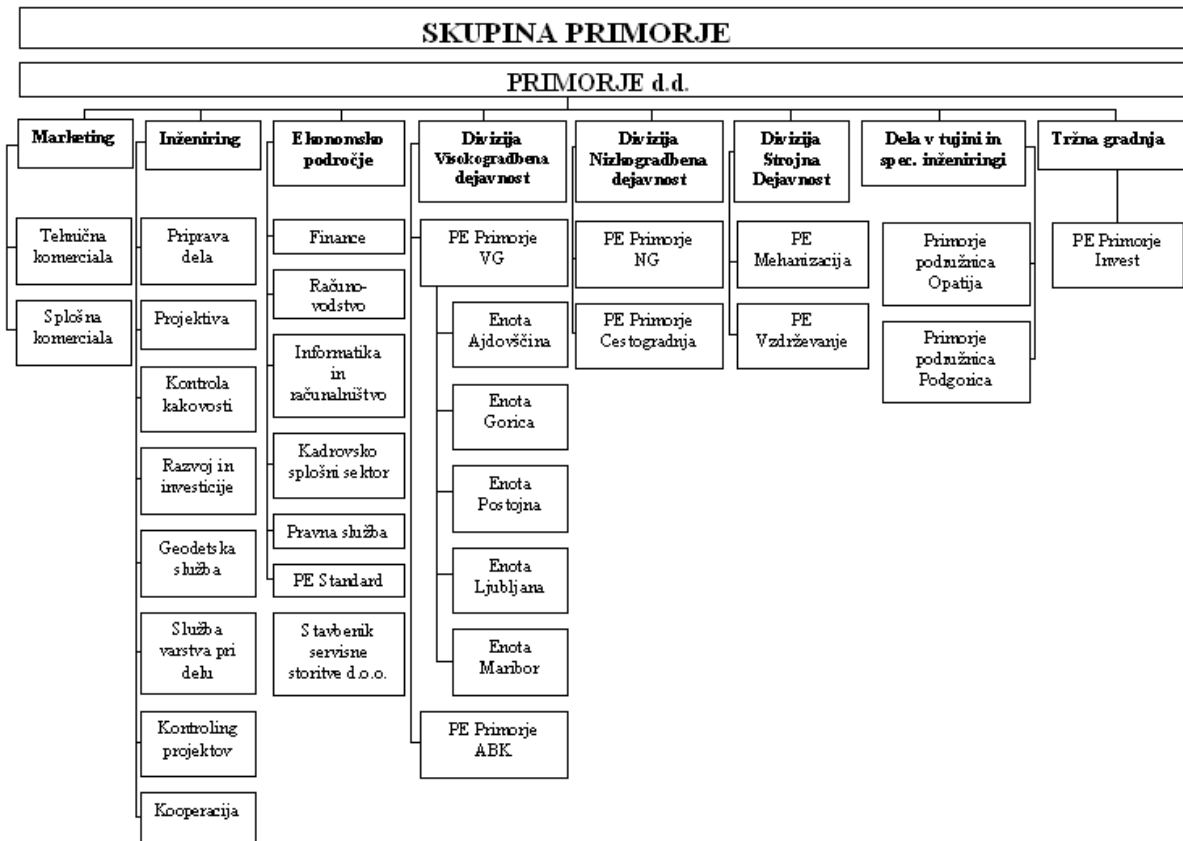 SKUPINA PRIMORJE
PRIMORJE d.d.
Marketing
Tehnična
komerciala
Splošna
komerciala
Inženiring
Priprava
dela
Projektiva
Kontrola
kakovosti
Razvoj in
investicije
Geodetska
služba
Služba
varstva pri
delu
Kontroling
projektov
Kooperacija
Ekonomsko
področje
Finance
Računo-
vodstvo
Informatika
in
računalništvo
Kadrovsko
splošni sektor
Pravna služba
PE Standard
Stavbenik
servisne
storitve d.o.o.
Divizija
Visokogradbena
dejavnost
PE Primorje
VG
Enota
Ajdovščina
Enota
Gorica
Enota
Postojna
Enota
Ljubljana
Enota
Maribor
PE Primorje
ABK
Divizija
Nizkogradbena
dejavnost
PE Primorje
NG
PE Primorje
Cestogradnja
Divizija
Strojna
Dejavnost
PE
Mehanizacija
PE
Vzdrževanje
Dela v tujini in
spec. inženiringi
Primorje
podružnica
Opatija
Primorje
podružnica
Podgorica
Tržna gradnja
PE Primorje
Invest